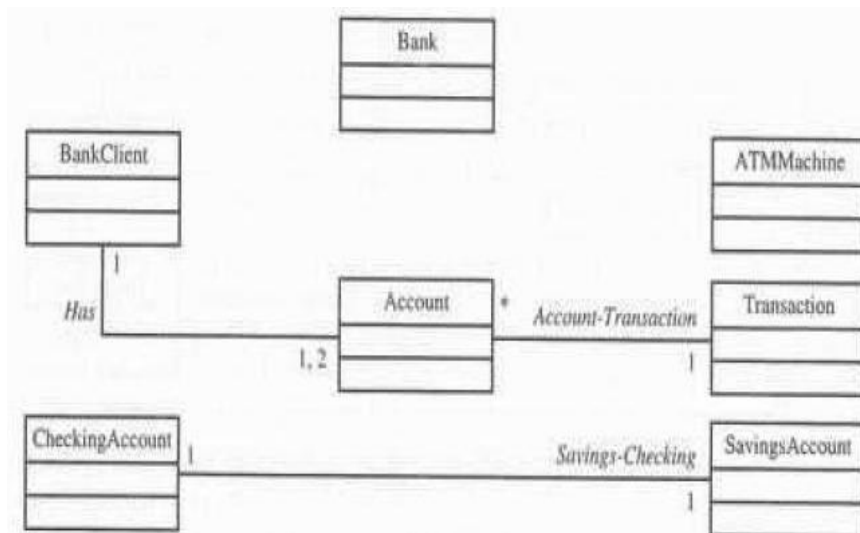 Bank
BankClient
ATMMachine
1
Has
Account
*
Account-Transaction
Transaction
1, 2
1
CheckingAccount
1
Savings-Checking
SavingsAccount
1